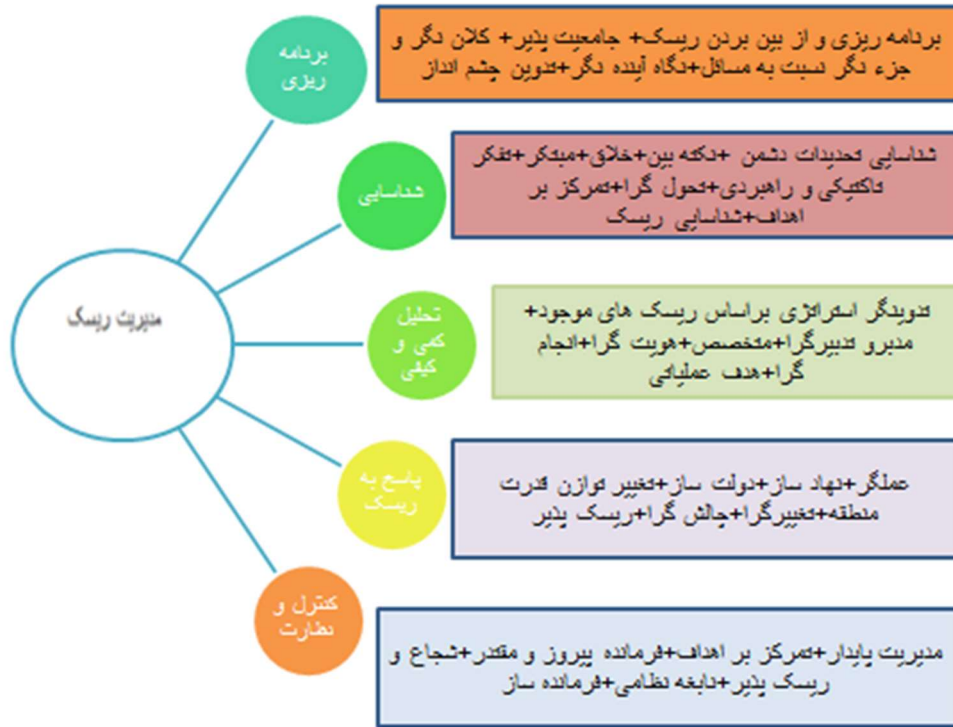 برنامه
ریزی
برنامه ریزی و از بین بردن ریسک+ جامعیت پذیر+ کلان نگر و
جزء نگر نسبت به مسائل+نگاه آینده نگر+تدوین چشم انداز
شناسایی
شناسایی تحدیدات دشمن +نکته بین+خلاق+مبتکر+تفکر
تاکتیکی و راهبردی+تحول گرا+تمرکز بر
اهداف+شناسایی ریسک
مدیریت ریسک
تحلیل
کمی و
کیفی
تدوینگر استراتژی براساس ریسک های موجود+
مدبرو تدبیرگرا+متخصص+هویت گرا+انجام
گرا+هدف عملیاتی
پاسخ به
ریسک
عملگر+نهاد ساز+دولت ساز+تغییر توازن قدرت
منطقه+تغییرگرا+چالش گرا+ریسک پذیر
کنترل و
نظارت
مدیریت پایدار+تمرکز بر اهداف+فرمانده پیروز و مقتدر+شجاع و
ریسک پذیر+نابغه نظامی+فرمانده ساز